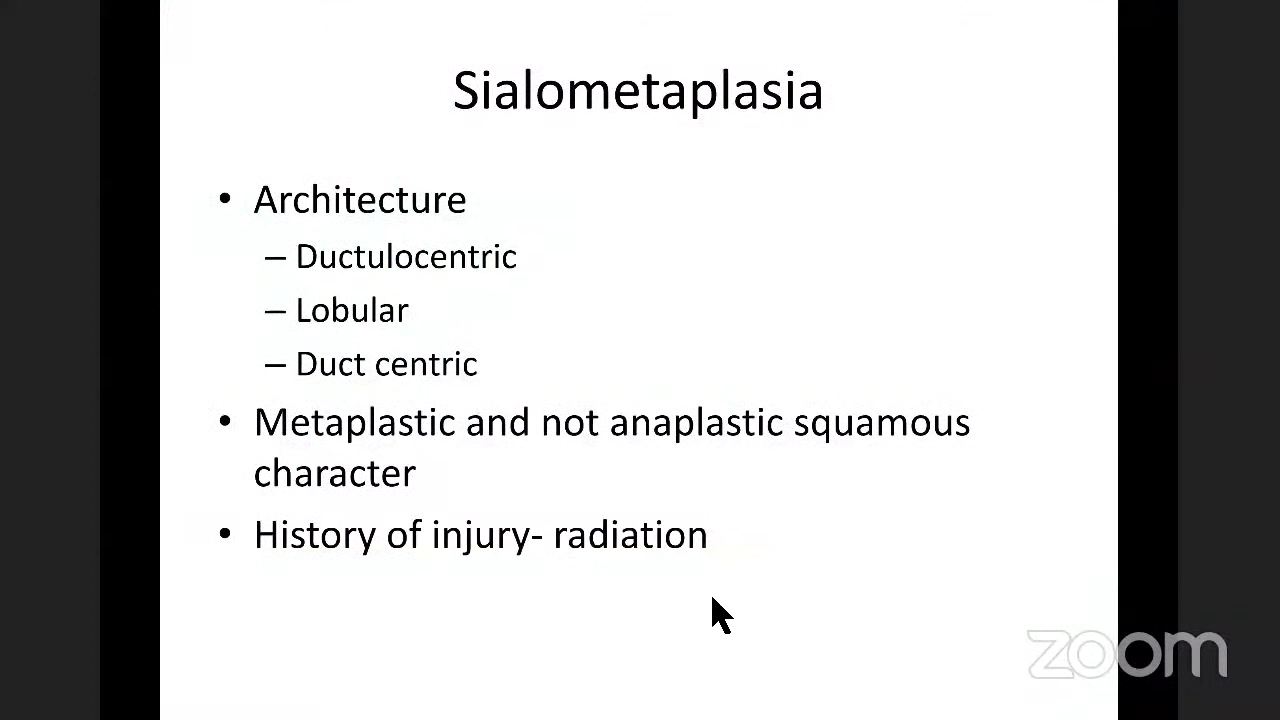 Sialometaplasia
• Architecture
– Ductulocentric
– Lobular
– Duct centric
• Metaplastic and not anaplastic squamous
character
• History of injury- radiation
zoom